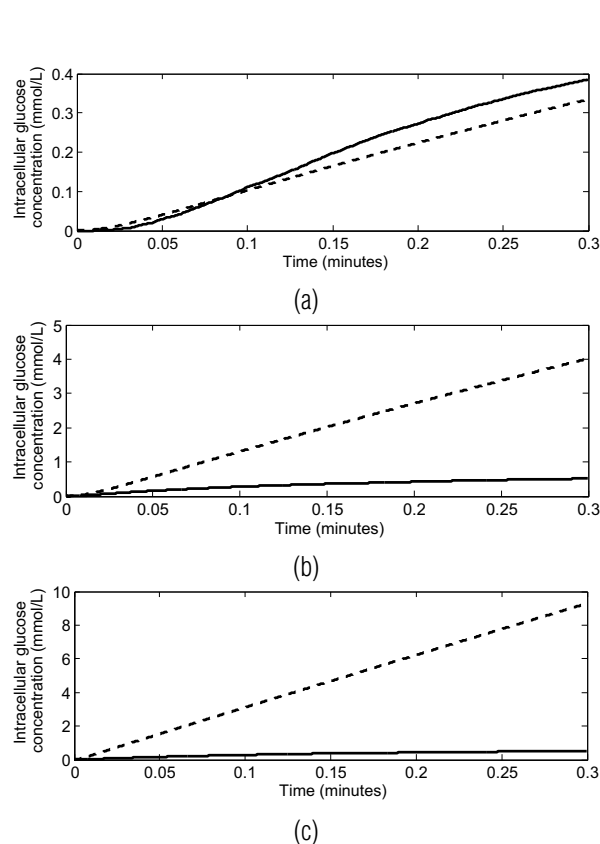 0.4
0.3
0.2
0.1
0
Intracellular glucose
concentration (mmol/L)
0 0.05 0.1 0.15 0.2 0.25 0.3
Time (minutes)
(a)
5
4
3
2
1
0
Intracellular glucose
concentration (mmol/L)
0 0.05 0.1 0.15 0.2 0.25 0.3
Time (minutes)
(b)
10
8
6
4
2
0
Intracellular glucose
concentration (mmol/L)
0 0.05 0.1 0.15 0.2 0.25 0.3
Time (minutes)
(c)